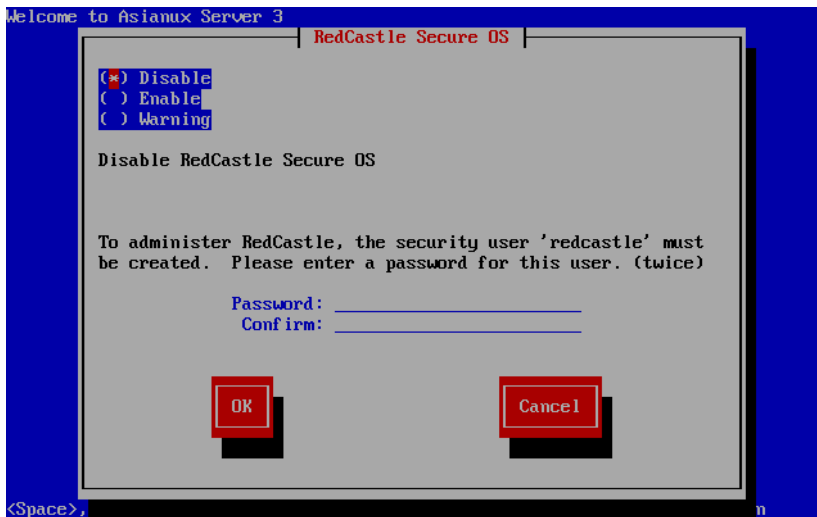 Welcome to Asianux Server 3
RedCastle Secure OS
(*) Disable
( ) Enable
( ) Warning
Disable RedCastle Secure OS
To administer RedCastle, the security user 'redcastle' must
be created. Please enter a password for this user. (twice)
Password:
Confirm:
OK Cancel
<Space>, n